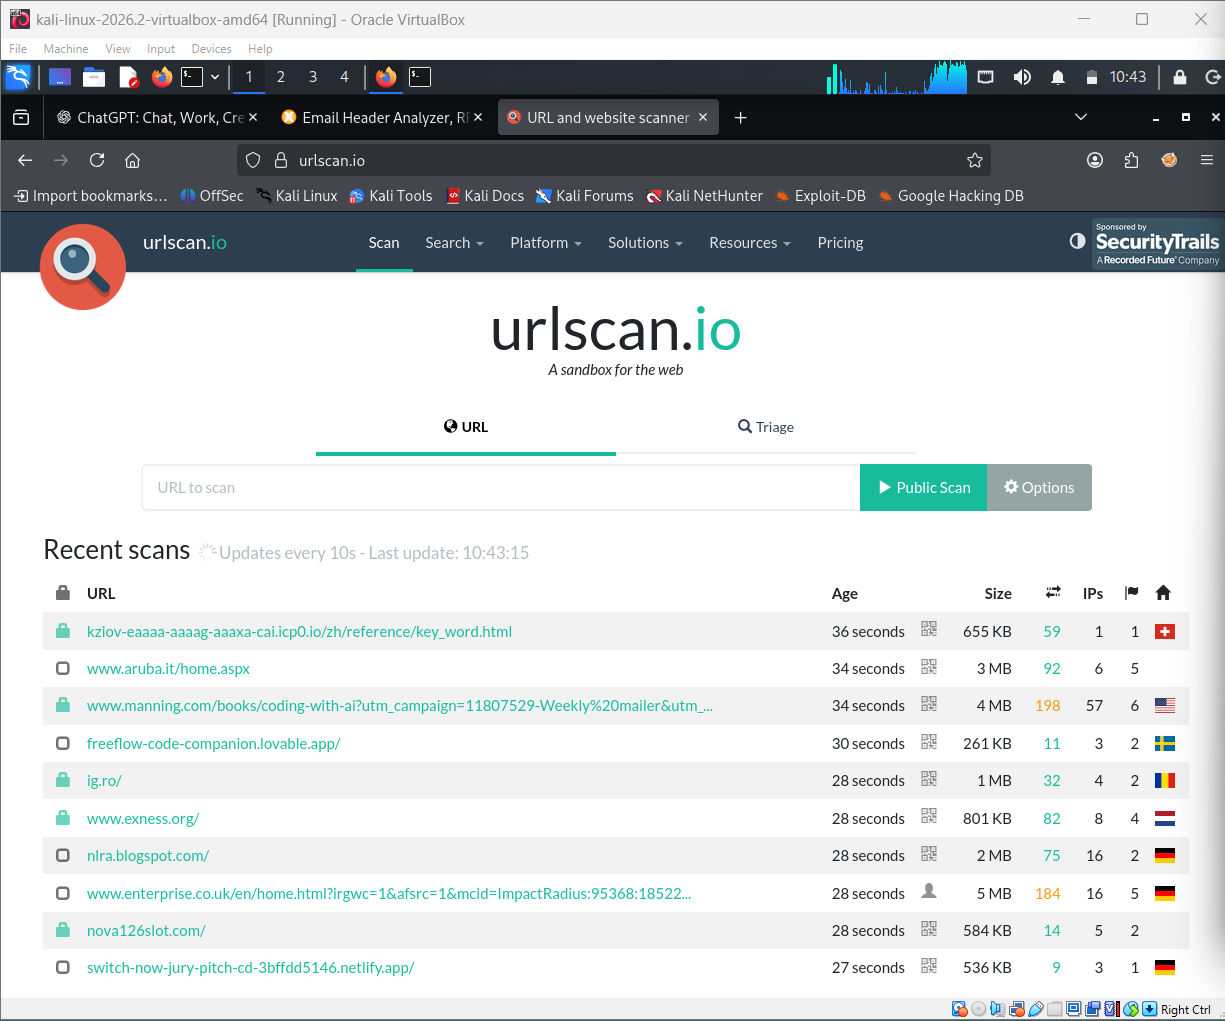 kali-linux-2026.2-virtualbox-amd64 [Running] - Oracle VirtualBox
File Machine View Input Devices Help
1 2 3 4 10:43
ChatGPT: Chat, Work, Cre Email Header Analyzer, RF URL and website scanner
urlscan.io
Import bookmarks... OffSec Kali Linux Kali Tools Kali Docs Kali Forums Kali NetHunter Exploit-DB Google Hacking DB
urlscan.io Scan Search Platform Solutions Resources Pricing
Sponsored by
SecurityTrails
A Recorded Future® Company
urlscan.io
A sandbox for the web
URL Triage
URL to scan Public Scan Options
Recent scans Updates every 10s - Last update: 10:43:15
URL Age Size IPs
kziov-eaaaa-aaaag-aaaxa-cai.icp0.io/zh/reference/key_word.html 36 seconds 655 KB 59 1 1
www.aruba.it/home.aspx 34 seconds 3 MB 92 6 5
www.manning.com/books/coding-with-ai?utm_campaign=11807529-Weekly%20mailer&utm_... 34 seconds 4 MB 198 57 6
freeflow-code-companion.lovable.app/ 30 seconds 261 KB 11 3 2
ig.ro/ 28 seconds 1 MB 32 4 2
www.exness.org/ 28 seconds 801 KB 82 8 4
nlra.blogspot.com/ 28 seconds 2 MB 75 16 2
www.enterprise.co.uk/en/home.html?irgwc=1&afsrc=1&mcid=ImpactRadius:95368:18522... 28 seconds 5 MB 184 16 5
nova126slot.com/ 28 seconds 584 KB 14 5 2
switch-now-jury-pitch-cd-3bffdd5146.netlify.app/ 27 seconds 536 KB 9 3 1
Right Ctrl